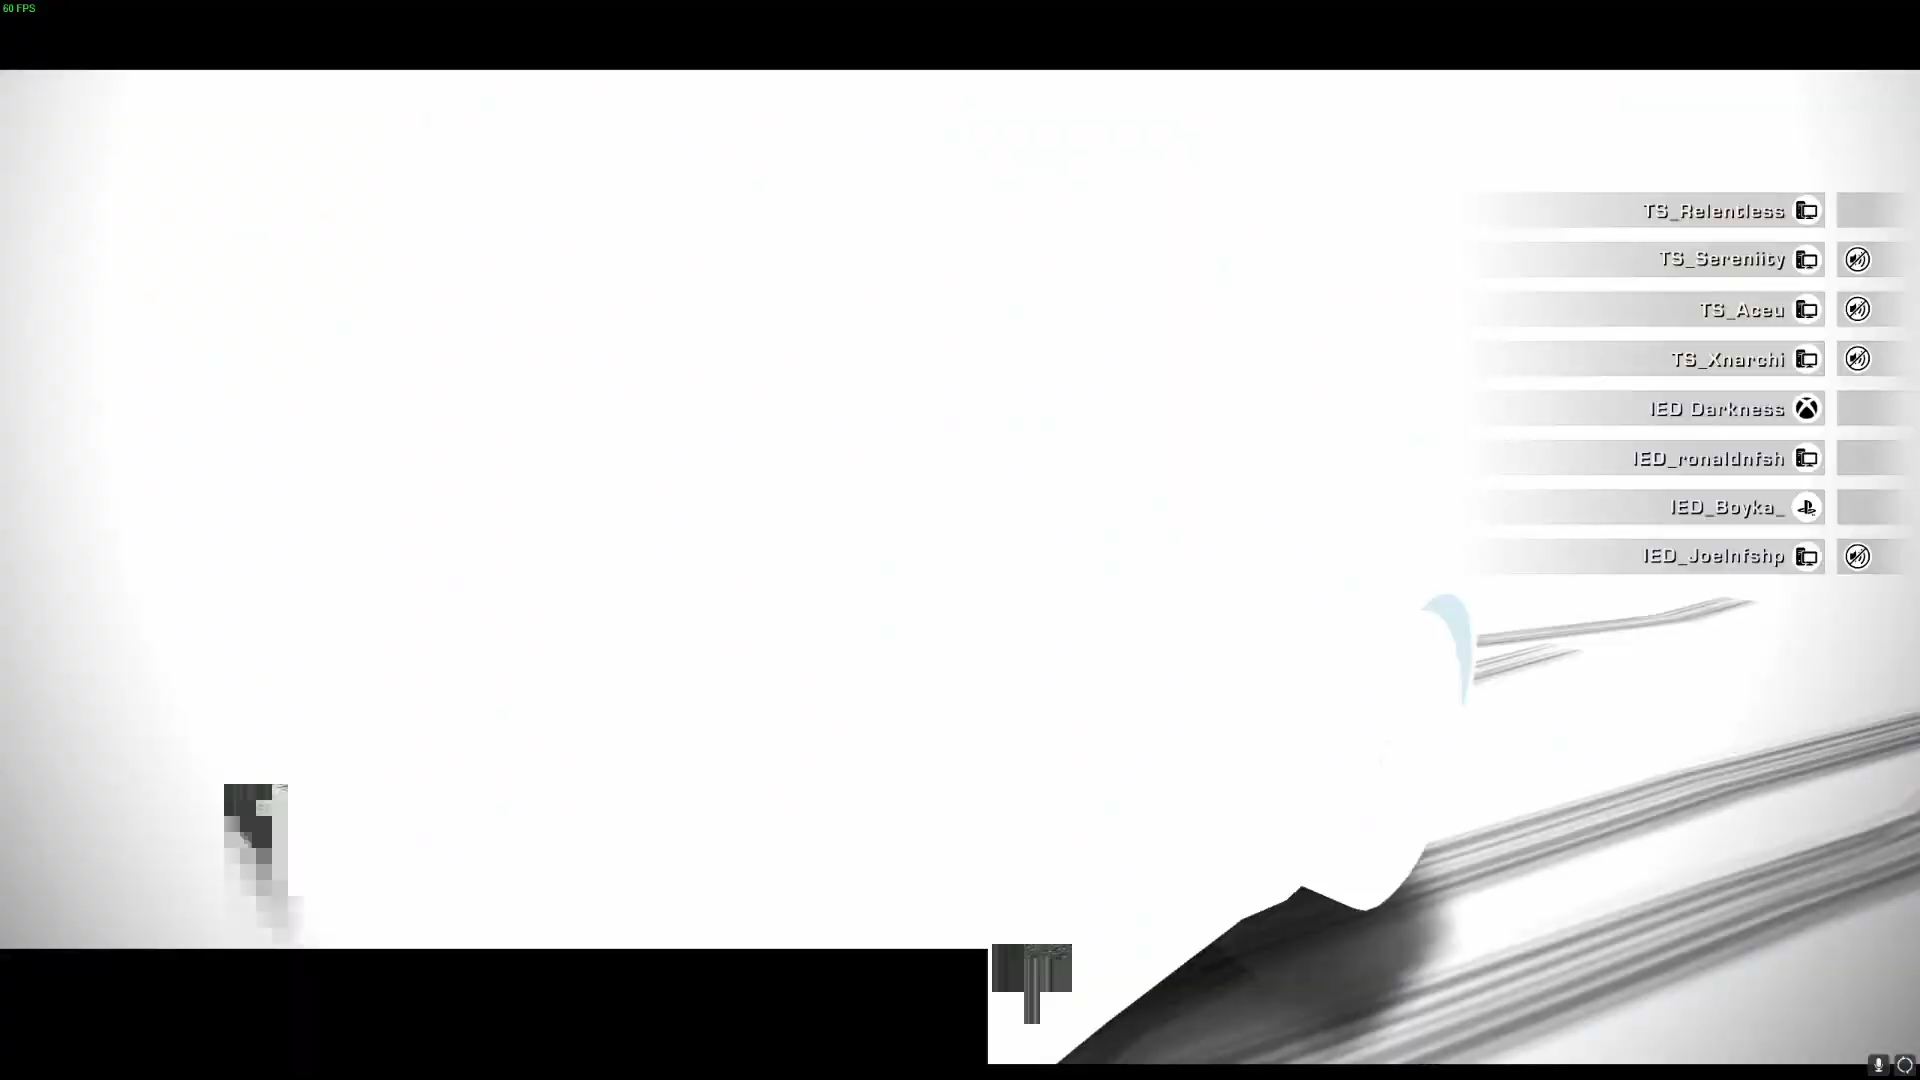 60 FPS
TS_Relentless
TS_Sereniity
TS_Aceu
TS_Xnarchi
IED Darkness
IED_ronaldnfsh
IED_Boyka_
IED_Joelnfshp